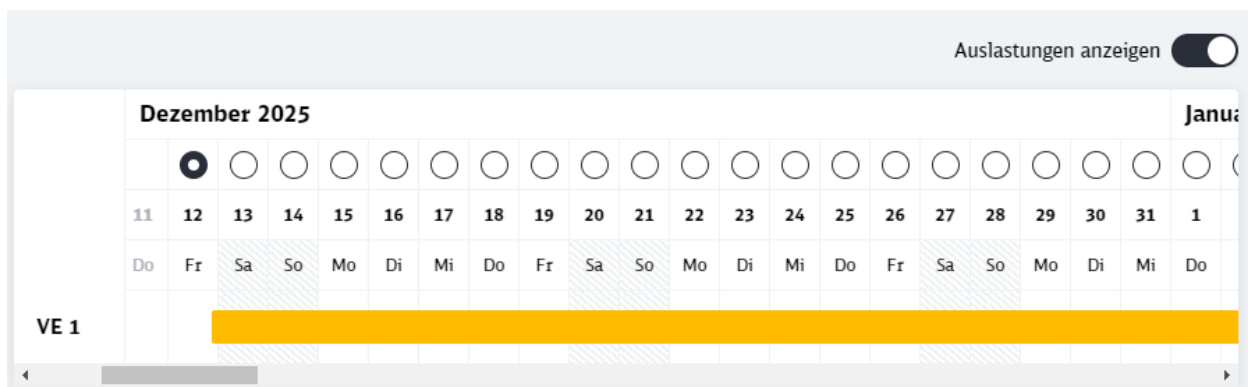 Auslastungen anzeigen
Dezember 2025 Janua
11 12 13 14 15 16 17 18 19 20 21 22 23 24 25 26 27 28 29 30 31 1
Do Fr Sa So Mo Di Mi Do Fr Sa So Mo Di Mi Do Fr Sa So Mo Di Mi Do
VE 1